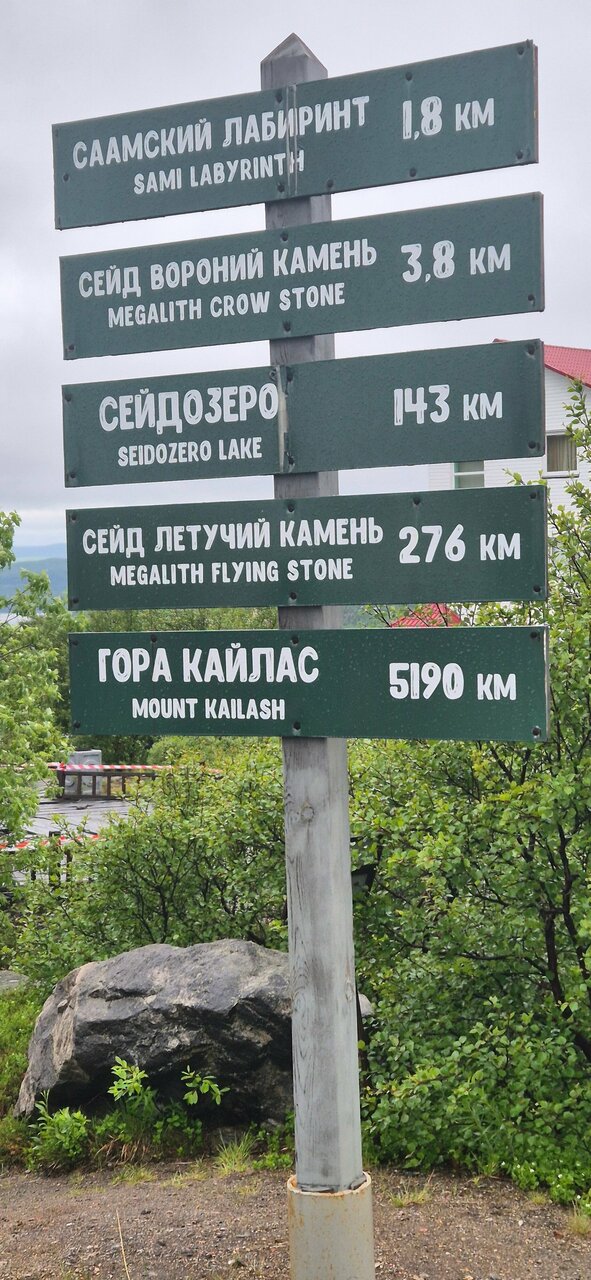 СААМСКИЙ ЛАБИРИНТ 1,8 КМ
SAMI LABYRINTH
СЕЙД ВОРОНИЙ КАМЕНЬ 3,8 КМ
MEGALITH CROW STONE
СЕЙДОЗЕРО 143 КМ
SEIDOZERO LAKE
СЕЙД ЛЕТУЧИЙ КАМЕНЬ 276 КМ
MEGALITH FLYING STONE
ГОРА КАЙЛАС 5190 КМ
MOUNT KAILASH